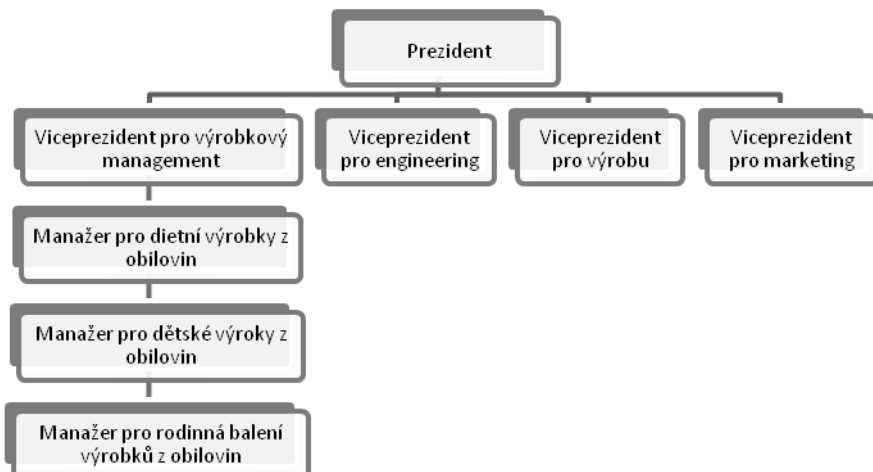 Prezident
Viceprezident pro výrobkový
management
Viceprezident
pro engineering
Viceprezident
pro výrobu
Viceprezident
pro marketing
Manažer pro dietní výrobky z
obilovin
Manažer pro dětské výroky z
obilovin
Manažer pro rodinná balení
výrobků z obilovin